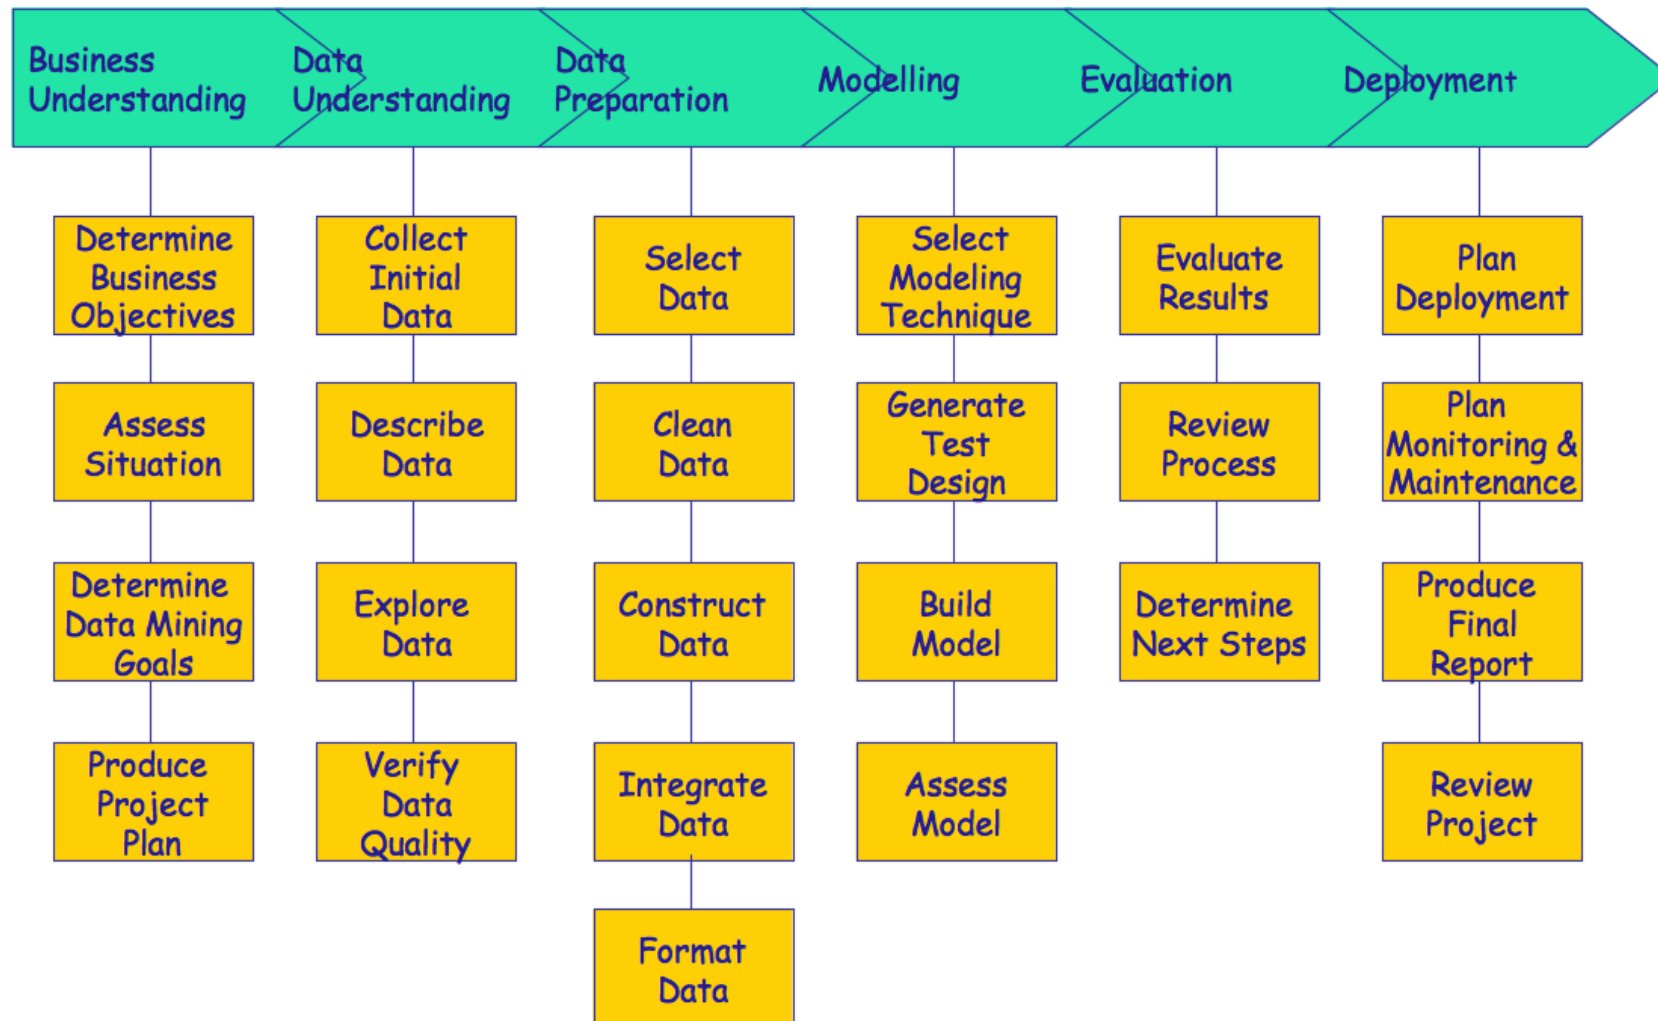 Business
Understanding
Data
Understanding
Data
Preparation
Modelling
Evaluation
Deployment
Determine
Business
Objectives
Assess
Situation
Determine
Data Mining
Goals
Produce
Project
Plan
Collect
Initial
Data
Describe
Data
Explore
Data
Verify
Data
Quality
Select
Data
Clean
Data
Construct
Data
Integrate
Data
Format
Data
Select
Modeling
Technique
Generate
Test
Design
Build
Model
Assess
Model
Evaluate
Results
Review
Process
Determine
Next Steps
Plan
Deployment
Plan
Monitoring &
Maintenance
Produce
Final
Report
Review
Project